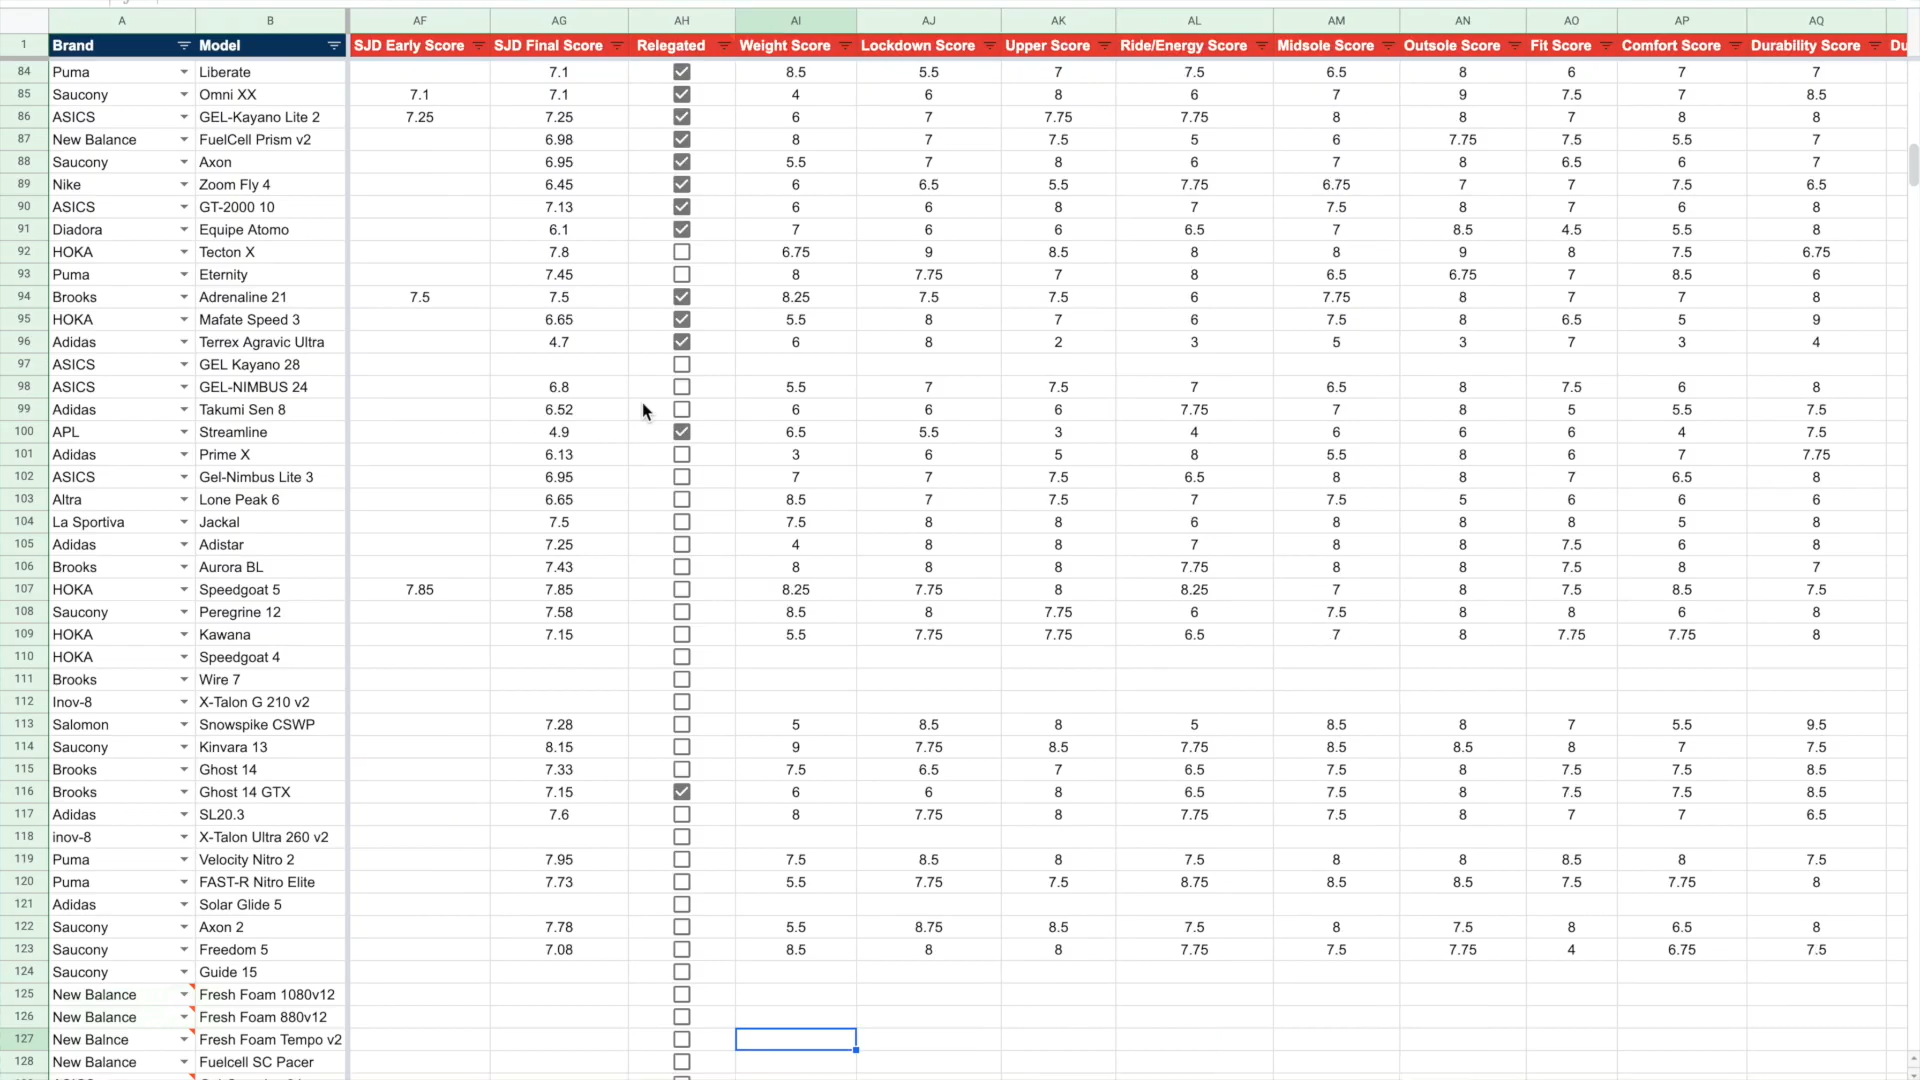 A B AF AG AH AI AJ AK AL AM AN AO AP AQ
1 Brand Model SJD Early Score SJD Final Score Relegated Weight Score Lockdown Score Upper Score Ride/Energy Score Midsole Score Outsole Score Fit Score Comfort Score Durability Score Du
84 Puma Liberate 7.1 8.5 5.5 7 7.5 6.5 8 6 7 7
85 Saucony Omni XX 7.1 7.1 4 6 8 6 7 9 7.5 7 8.5
86 ASICS GEL-Kayano Lite 2 7.25 7.25 6 7 7.75 7.75 8 8 7 8 8
87 New Balance FuelCell Prism v2 6.98 8 7 7.5 5 6 7.75 7.5 5.5 7
88 Saucony Axon 6.95 5.5 7 8 6 7 8 6.5 6 7
89 Nike Zoom Fly 4 6.45 6 6.5 5.5 7.75 6.75 7 7 7.5 6.5
90 ASICS GT-2000 10 7.13 6 6 8 7 7.5 8 7 6 8
91 Diadora Equipe Atomo 6.1 7 6 6 6.5 7 8.5 4.5 5.5 8
92 HOKA Tecton X 7.8 6.75 9 8.5 8 8 9 8 7.5 6.75
93 Puma Eternity 7.45 8 7.75 7 8 6.5 6.75 7 8.5 6
94 Brooks Adrenaline 21 7.5 7.5 8.25 7.5 7.5 6 7.75 8 7 7 8
95 HOKA Mafate Speed 3 6.65 5.5 8 7 6 7.5 8 6.5 5 9
96 Adidas Terrex Agravic Ultra 4.7 6 8 2 3 5 3 7 3 4
97 ASICS GEL Kayano 28
98 ASICS GEL-NIMBUS 24 6.8 5.5 7 7.5 7 6.5 8 7.5 6 8
99 Adidas Takumi Sen 8 6.52 6 6 6 7.75 7 8 5 5.5 7.5
100 APL Streamline 4.9 6.5 5.5 3 4 6 6 6 4 7.5
101 Adidas Prime X 6.13 3 6 5 8 5.5 8 6 7 7.75
102 ASICS Gel-Nimbus Lite 3 6.95 7 7 7.5 6.5 8 8 7 6.5 8
103 Altra Lone Peak 6 6.65 8.5 7 7.5 7 7.5 5 6 6 6
104 La Sportiva Jackal 7.5 7.5 8 8 6 8 8 8 5 8
105 Adidas Adistar 7.25 4 8 8 7 8 8 7.5 6 8
106 Brooks Aurora BL 7.43 8 8 8 7.75 8 8 7.5 8 7
107 HOKA Speedgoat 5 7.85 7.85 8.25 7.75 8 8.25 7 8 7.5 8.5 7.5
108 Saucony Peregrine 12 7.58 8.5 8 7.75 6 7.5 8 8 6 8
109 HOKA Kawana 7.15 5.5 7.75 7.75 6.5 7 8 7.75 7.75 8
110 HOKA Speedgoat 4
111 Brooks Wire 7
112 Inov-8 X-Talon G 210 v2
113 Salomon Snowspike CSWP 7.28 5 8.5 8 5 8.5 8 7 5.5 9.5
114 Saucony Kinvara 13 8.15 9 7.75 8.5 7.75 8.5 8.5 8 7 7.5
115 Brooks Ghost 14 7.33 7.5 6.5 7 6.5 7.5 8 7.5 7.5 8.5
116 Brooks Ghost 14 GTX 7.15 6 6 8 6.5 7.5 8 7.5 7.5 8.5
117 Adidas SL20.3 7.6 8 7.75 8 7.75 7.5 8 7 7 6.5
118 inov-8 X-Talon Ultra 260 v2
119 Puma Velocity Nitro 2 7.95 7.5 8.5 8 7.5 8 8 8.5 8 7.5
120 Puma FAST-R Nitro Elite 7.73 5.5 7.75 7.5 8.75 8.5 8.5 7.5 7.75 8
121 Adidas Solar Glide 5
122 Saucony Axon 2 7.78 5.5 8.75 8.5 7.5 8 7.5 8 6.5 8
123 Saucony Freedom 5 7.08 8.5 8 8 7.75 7.5 7.75 4 6.75 7.5
124 Saucony Guide 15
125 New Balance Fresh Foam 1080v12
126 New Balance Fresh Foam 880v12
127 New Balnce Fresh Foam Tempo v2
128 New Balance Fuelcell SC Pacer